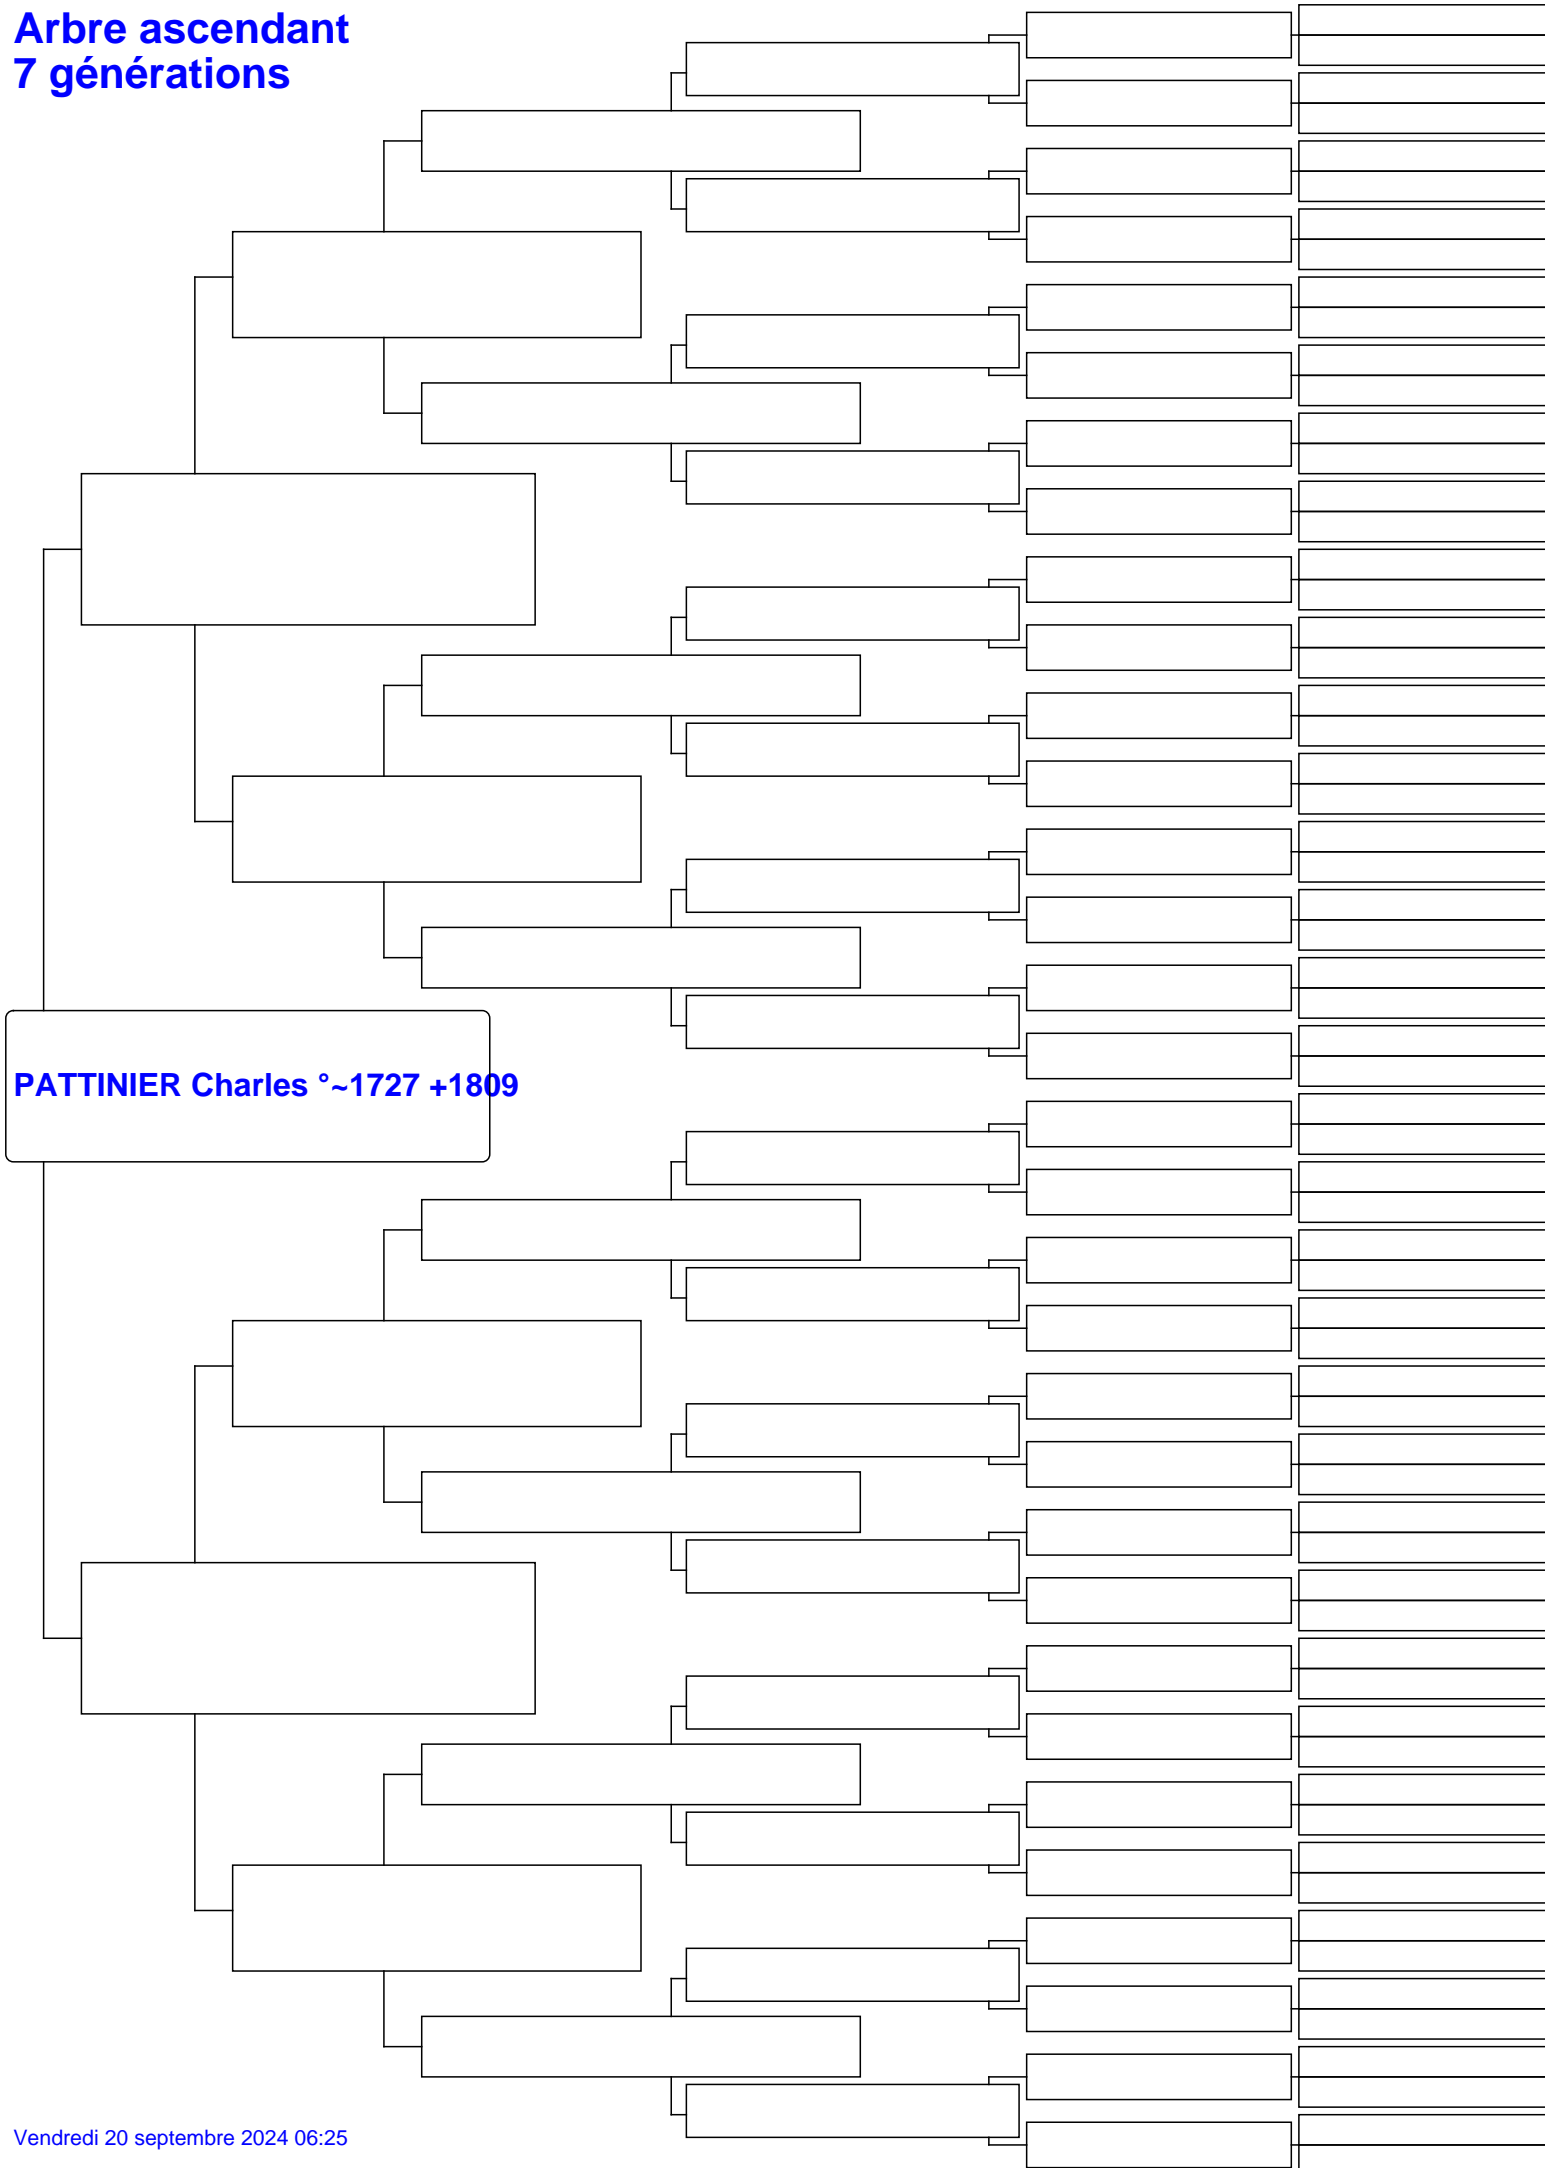 Arbre ascendant
7 générations
PATTINIER Charles °~1727 +1809
Vendredi 20 septembre 2024 06:25